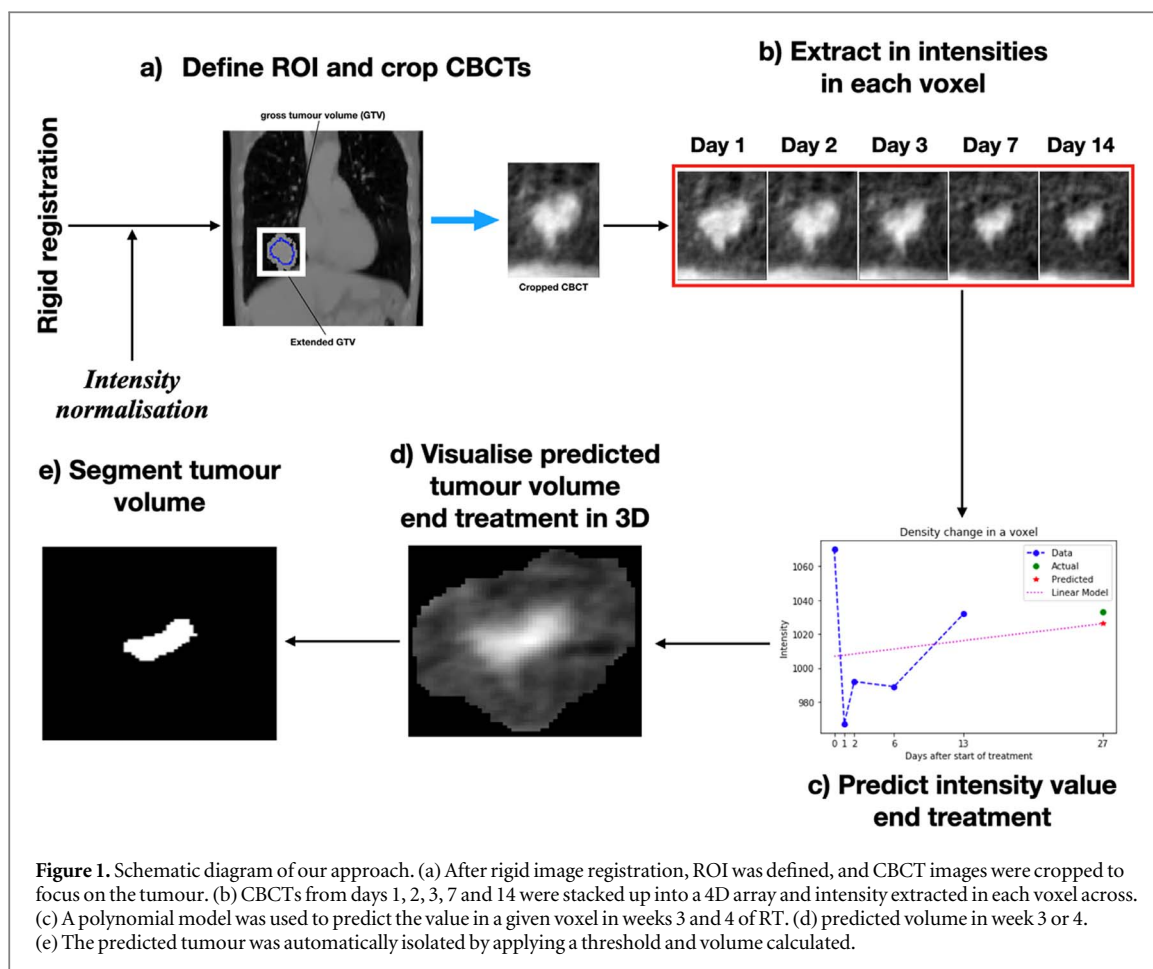 a) Define ROI and crop CBCTs
b) Extract in intensities
in each voxel
gross tumour volume (GTV)
Day 1 Day 2 Day 3 Day 7 Day 14
Rigid registration
Cropped CBCT
Extended GTV
Intensity
normalisation
e) Segment tumour
volume
d) Visualise predicted
tumour volume
end treatment in 3D
Density change in a voxel
Data
Actual
Predicted
Linear Model
1060
1040
1020
1000
980
Intensity
0 1 2 6 13 27
Days after start of treatment
c) Predict intensity value
end treatment
Figure 1. Schematic diagram of our approach. (a) After rigid image registration, ROI was defined, and CBCT images were cropped to
focus on the tumour. (b) CBCTs from days 1, 2, 3, 7 and 14 were stacked up into a 4D array and intensity extracted in each voxel across.
(c) A polynomial model was used to predict the value in a given voxel in weeks 3 and 4 of RT. (d) predicted volume in week 3 or 4.
(e) The predicted tumour was automatically isolated by applying a threshold and volume calculated.